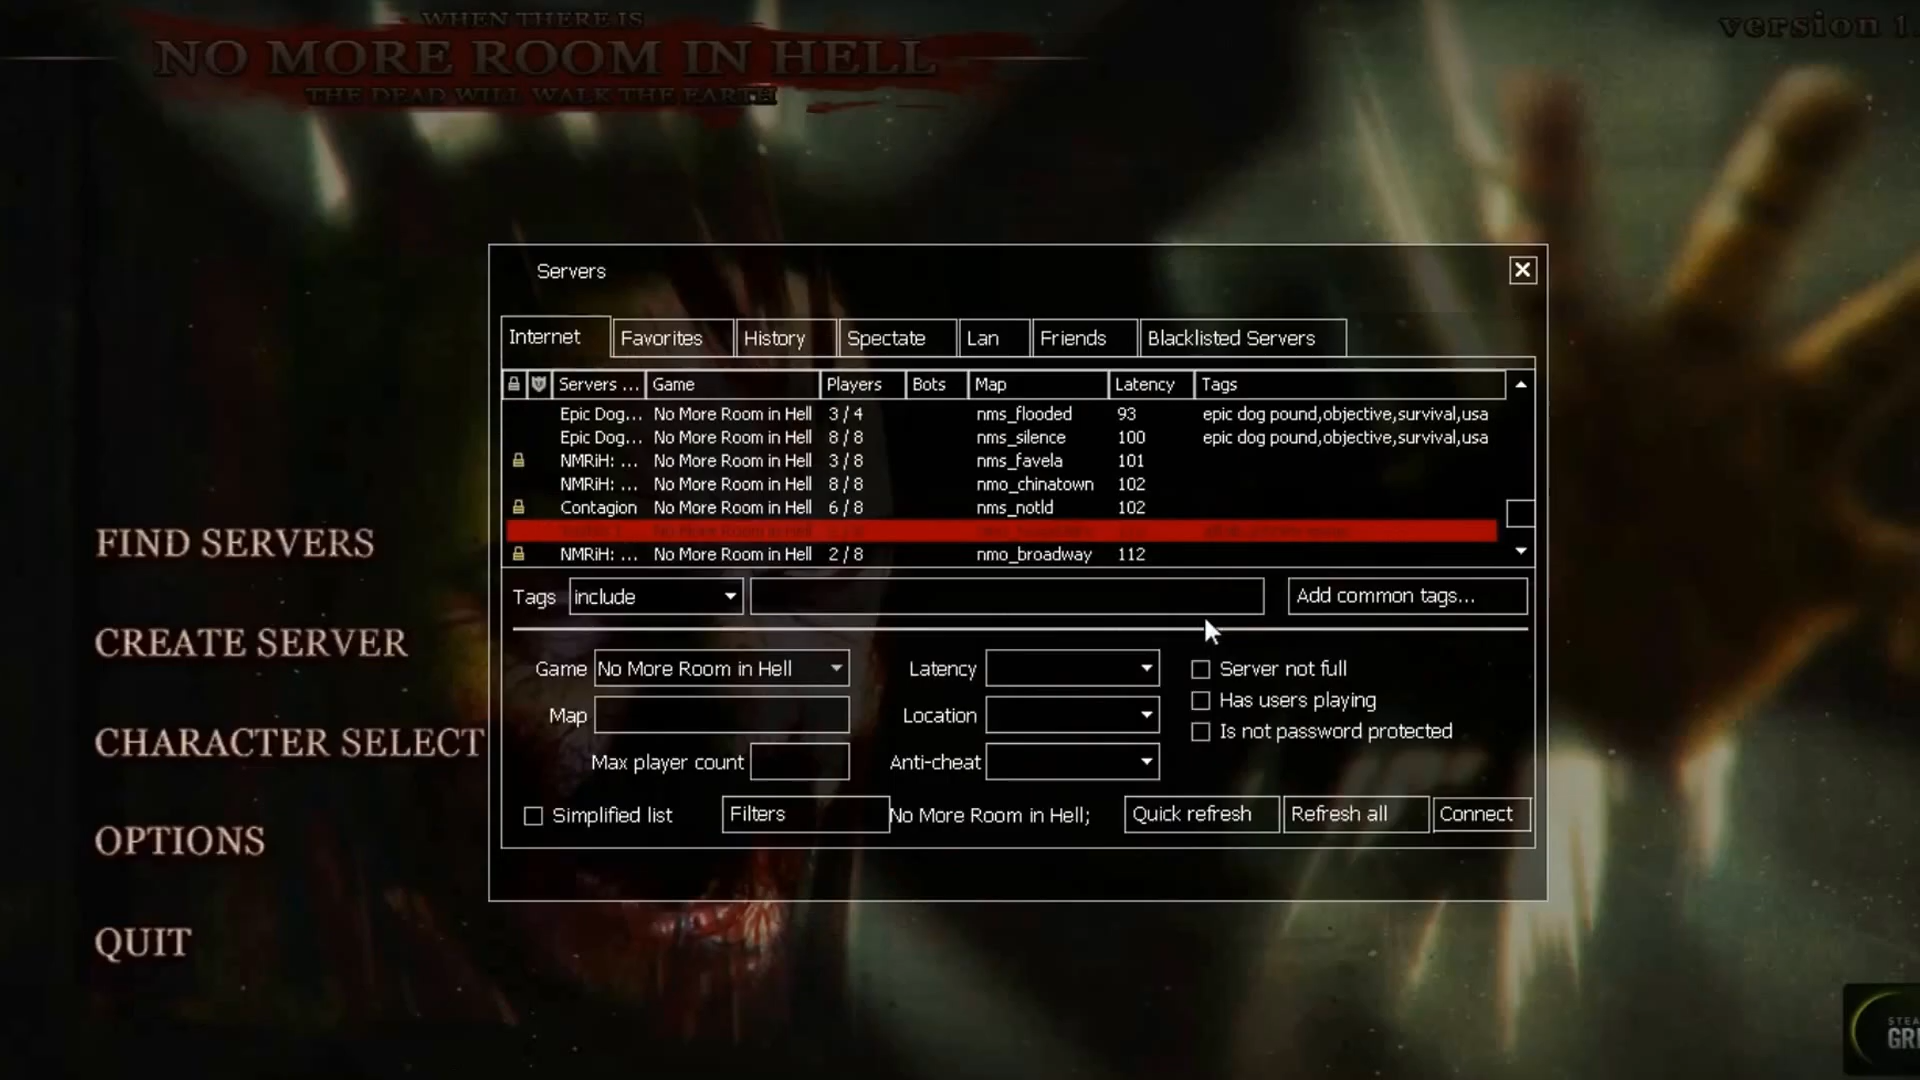 WHEN THERE IS
NO MORE ROOM IN HELL
THE DEAD WILL WALK THE EARTH
version 1.
Servers
Internet Favorites History Spectate Lan Friends Blacklisted Servers
Servers ... Game Players Bots Map Latency Tags
Epic Dog... No More Room in Hell 3 / 4 nms_flooded 93 epic dog pound,objective,survival,usa
Epic Dog... No More Room in Hell 8 / 8 nms_silence 100 epic dog pound,objective,survival,usa
NMRiH: ... No More Room in Hell 3 / 8 nms_favela 101
NMRiH: ... No More Room in Hell 8 / 8 nmo_chinatown 102
Contagion No More Room in Hell 6 / 8 nms_notld 102
No More Room in Hell
NMRiH: ... No More Room in Hell 2 / 8 nmo_broadway 112
Tags include Add common tags...
Game No More Room in Hell Latency Server not full
Map Location Has users playing
Is not password protected
Max player count Anti-cheat
Simplified list Filters No More Room in Hell; Quick refresh Refresh all Connect
FIND SERVERS
CREATE SERVER
CHARACTER SELECT
OPTIONS
QUIT